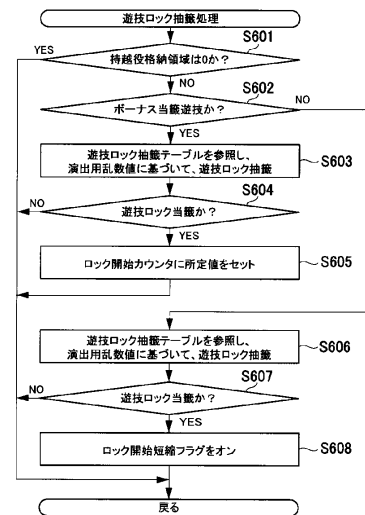 遊技ロック抽籤処理
S601
YES
持越役格納領域は0か？
NO
S602
ボーナス当籤遊技か？
NO
YES
遊技ロック抽籤テーブルを参照し、
演出用乱数値に基づいて、遊技ロック抽籤
S603
S604
NO
遊技ロック当籤か？
YES
ロック開始カウンタに所定値をセット
S605
遊技ロック抽籤テーブルを参照し、
演出用乱数値に基づいて、遊技ロック抽籤
S606
S607
NO
遊技ロック当籤か？
YES
ロック開始短縮フラグをオン
S608
戻る